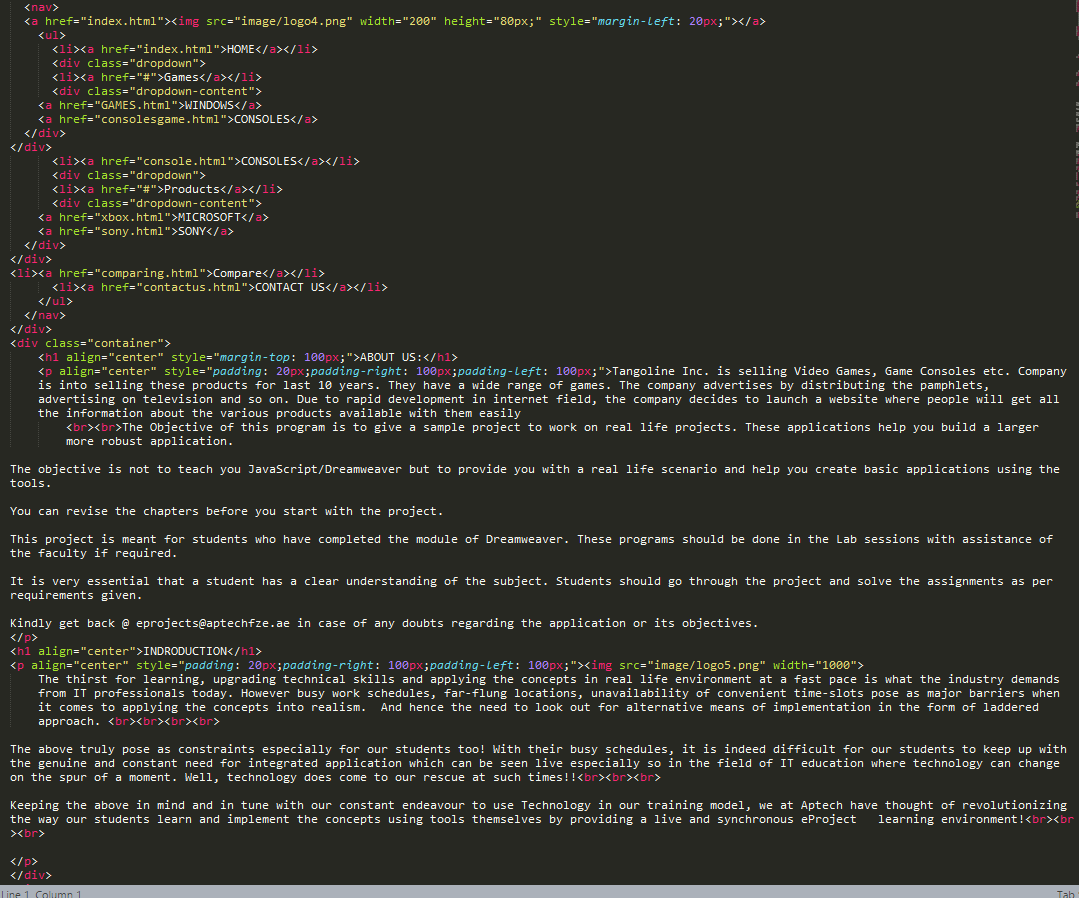 <nav>
<a href="index.html"><img src="image/logo4.png" width="200" height="80px;" style="margin-left: 20px;"></a>
<ul>
<li><a href="index.html">HOME</a></li>
<div class="dropdown">
<li><a href="#">Games</a></li>
<div class="dropdown-content">
<a href="GAMES.html">WINDOWS</a>
<a href="consolesgame.html">CONSOLES</a>
</div>
</div>
<li><a href="console.html">CONSOLES</a></li>
<div class="dropdown">
<li><a href="#">Products</a></li>
<div class="dropdown-content">
<a href="xbox.html">MICROSOFT</a>
<a href="sony.html">SONY</a>
</div>
</div>
<li><a href="comparing.html">Compare</a></li>
<li><a href="contactus.html">CONTACT US</a></li>
</ul>
</nav>
</div>
<div class="container">
<h1 align="center" style="margin-top: 100px;">ABOUT US:</h1>
<p align="center" style="padding: 20px;padding-right: 100px;padding-left: 100px;">Tangoline Inc. is selling Video Games, Game Consoles etc. Company
is into selling these products for last 10 years. They have a wide range of games. The company advertises by distributing the pamphlets,
advertising on television and so on. Due to rapid development in internet field, the company decides to launch a website where people will get all
the information about the various products available with them easily
<br><br>The Objective of this program is to give a sample project to work on real life projects. These applications help you build a larger
more robust application.
The objective is not to teach you JavaScript/Dreamweaver but to provide you with a real life scenario and help you create basic applications using the
tools.
You can revise the chapters before you start with the project.
This project is meant for students who have completed the module of Dreamweaver. These programs should be done in the Lab sessions with assistance of
the faculty if required.
It is very essential that a student has a clear understanding of the subject. Students should go through the project and solve the assignments as per
requirements given.
Kindly get back @ eprojects@aptechfze.ae in case of any doubts regarding the application or its objectives.
</p>
<h1 align="center">INDRODUCTION</h1>
<p align="center" style="padding: 20px;padding-right: 100px;padding-left: 100px;"><img src="image/logo5.png" width="1000">
The thirst for learning, upgrading technical skills and applying the concepts in real life environment at a fast pace is what the industry demands
from IT professionals today. However busy work schedules, far-flung locations, unavailability of convenient time-slots pose as major barriers when
it comes to applying the concepts into realism.  And hence the need to look out for alternative means of implementation in the form of laddered
approach. <br><br><br><br>
The above truly pose as constraints especially for our students too! With their busy schedules, it is indeed difficult for our students to keep up with
the genuine and constant need for integrated application which can be seen live especially so in the field of IT education where technology can change
on the spur of a moment. Well, technology does come to our rescue at such times!!<br><br><br>
Keeping the above in mind and in tune with our constant endeavour to use Technology in our training model, we at Aptech have thought of revolutionizing
the way our students learn and implement the concepts using tools themselves by providing a live and synchronous eProject   learning environment!<br><br
><br>
</p>
</div>
Line 1, Column 1
Tab